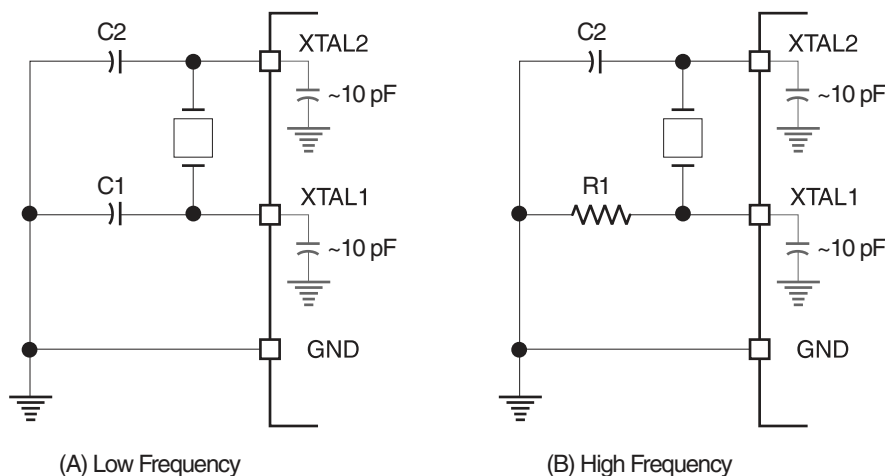 C2
XTAL2
~10 pF
C1
XTAL1
~10 pF
GND
(A) Low Frequency
C2
XTAL2
~10 pF
R1
XTAL1
~10 pF
GND
(B) High Frequency